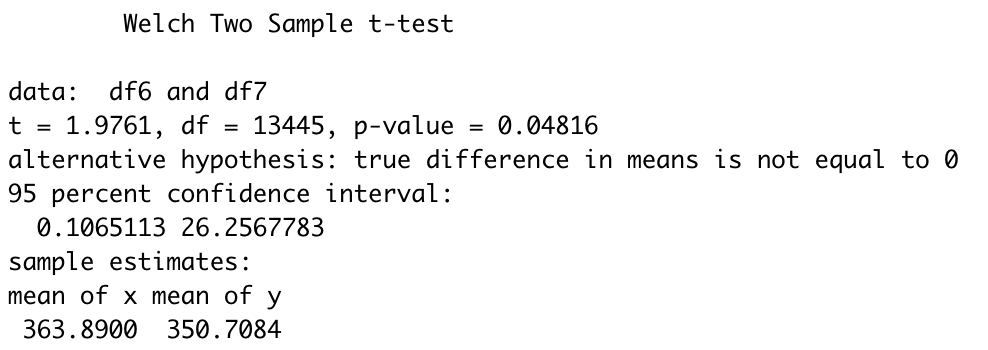 Welch Two Sample t-test
data:  df6 and df7
t = 1.9761, df = 13445, p-value = 0.04816
alternative hypothesis: true difference in means is not equal to 0
95 percent confidence interval:
0.1065113 26.2567783
sample estimates:
mean of x mean of y
363.8900  350.7084